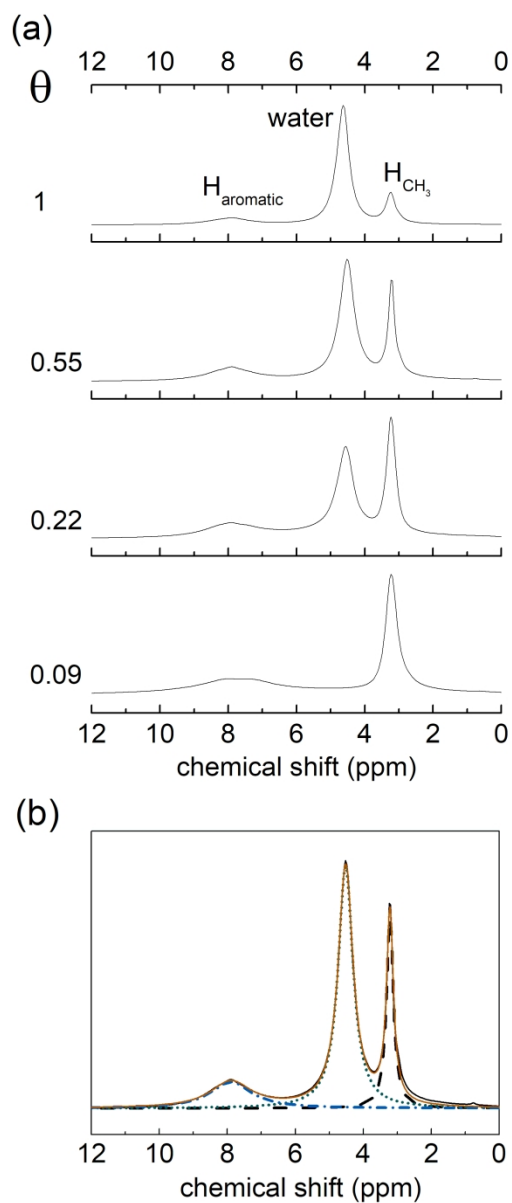 (a)
12 10 8 6 4 2 0
θ
water
H_aromatic
H_CH₃
1
0.55
0.22
0.09
12 10 8 6 4 2 0
chemical shift (ppm)
(b)
12 10 8 6 4 2 0
chemical shift (ppm)